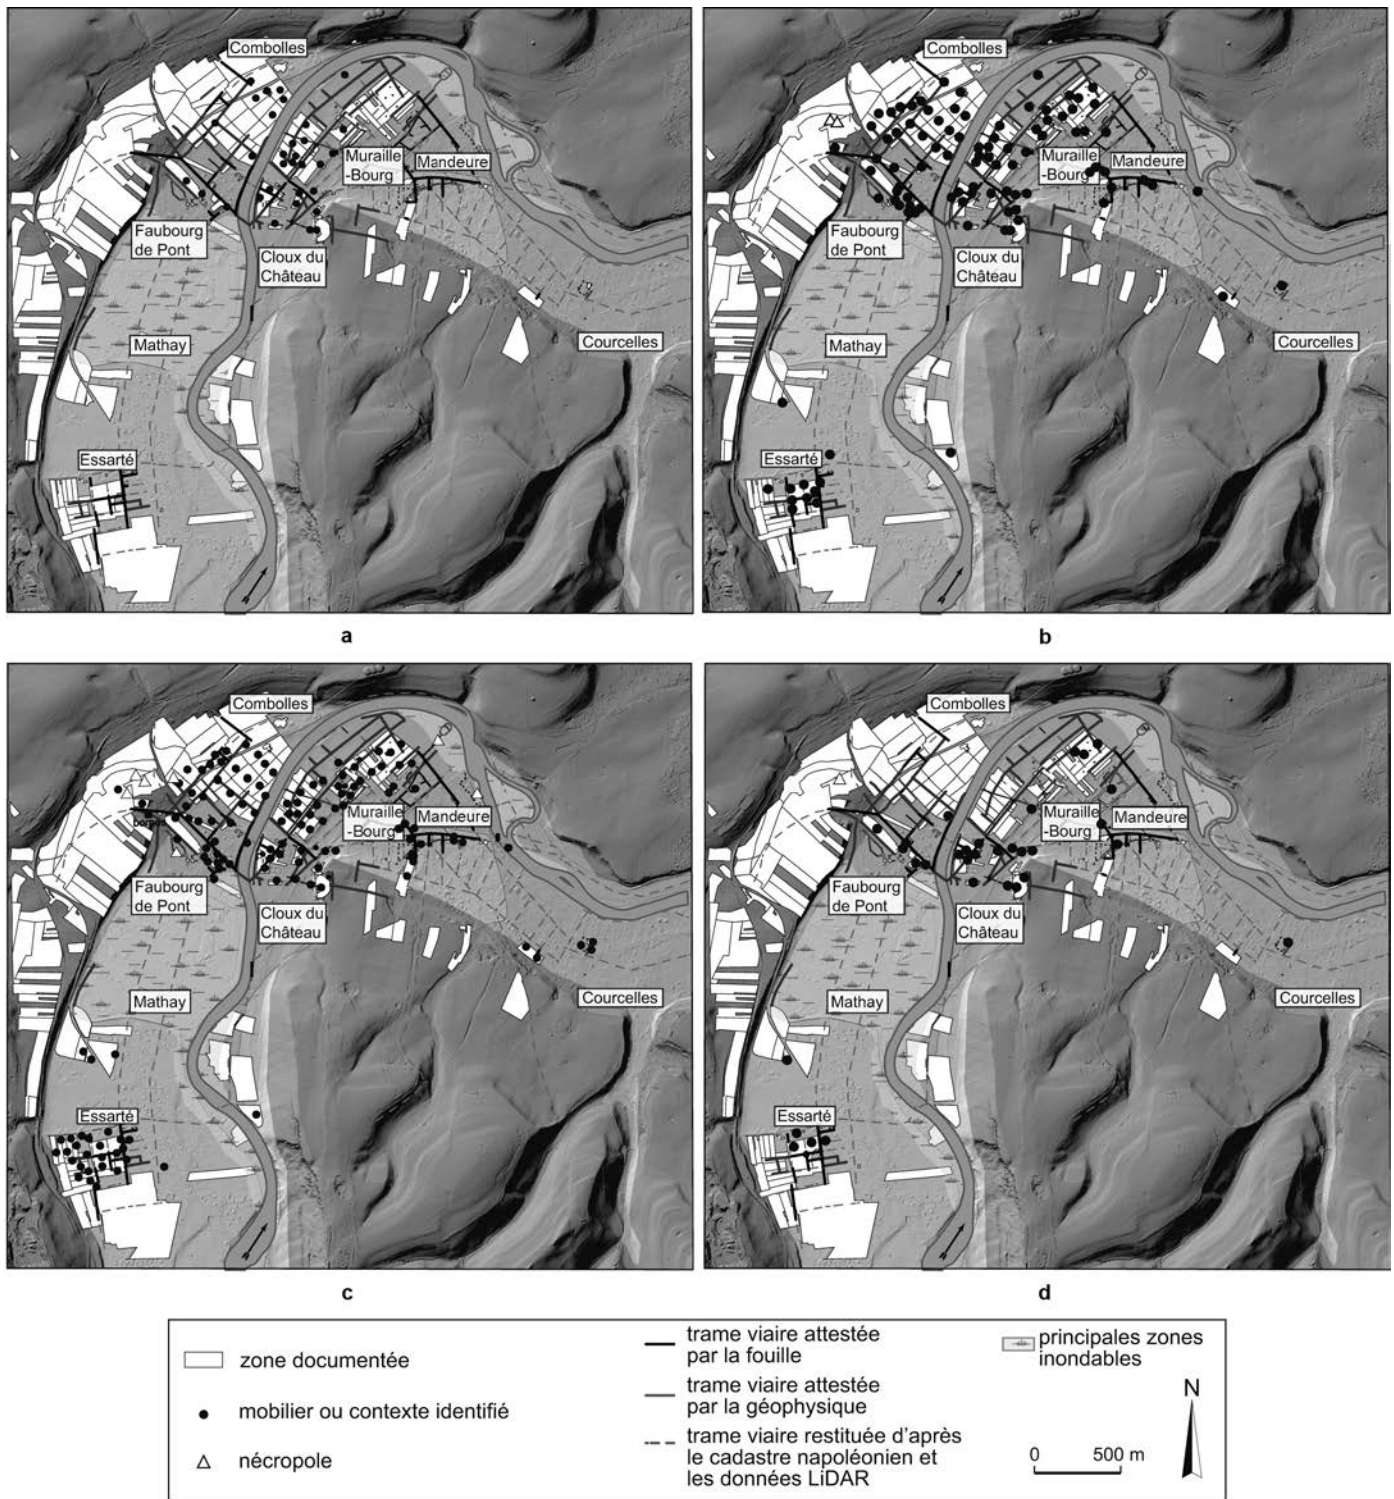 Combolles
Muraille
-Bourg
Mandeure
Faubourg
de Pont
Cloux du
Château
Mathay
Courcelles
Essarté
a
Combolles
Muraille
-Bourg
Mandeure
Faubourg
de Pont
Cloux du
Château
Mathay
Courcelles
Essarté
b
Combolles
Muraille
-Bourg
Mandeure
Faubourg
de Pont
Cloux du
Château
Mathay
Courcelles
Essarté
c
Combolles
Muraille
-Bourg
Mandeure
Faubourg
de Pont
Cloux du
Château
Mathay
Courcelles
Essarté
d
zone documentée
mobilier ou contexte identifié
nécropole
trame viaire attestée
par la fouille
trame viaire attestée
par la géophysique
trame viaire restituée d'après
le cadastre napoléonien et
les données LiDAR
principales zones
inondables
N
0 500 m